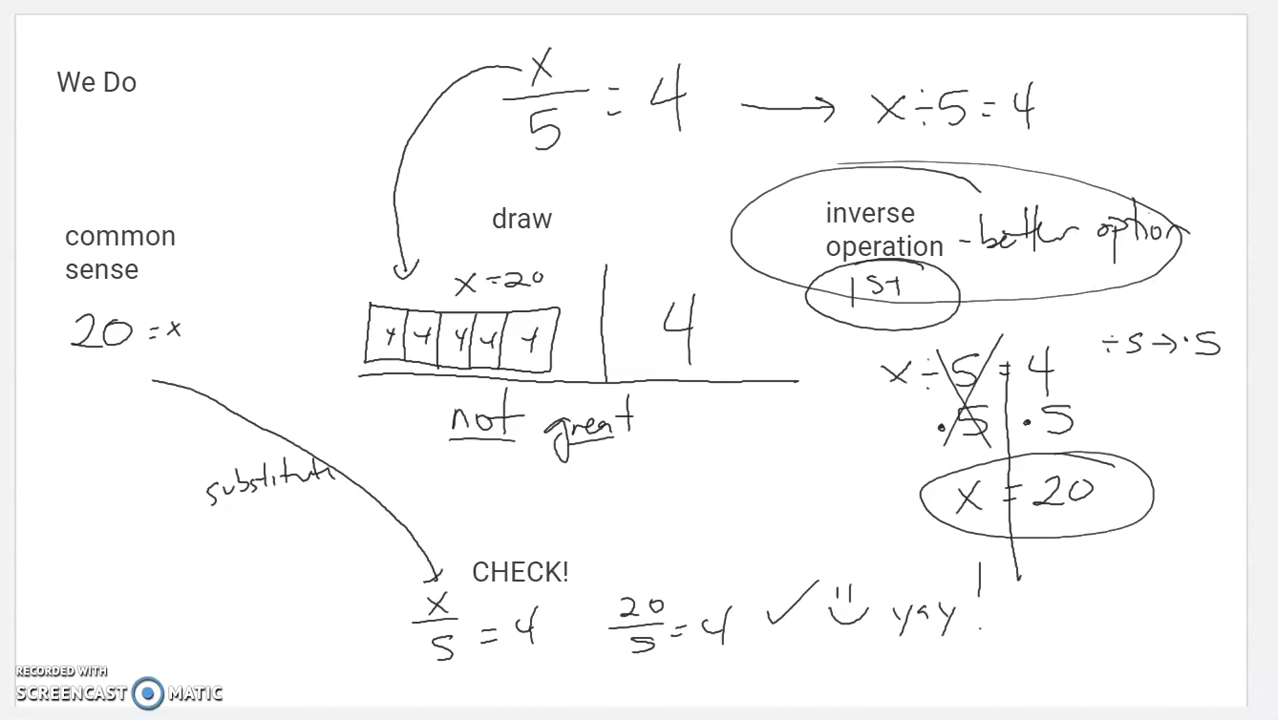 We Do
x/5 = 4 → x ÷ 5 = 4
common
sense
20 = x
draw
x = 20
4 4 4 4 4 | 4
not great
inverse
operation - better option
1st
÷5 → ·5
x ÷ 5 = 4
·5 ·5
x = 20
substitute
CHECK!
x/5 = 4 20/5 = 4 ✓ yay!
RECORDED WITH
SCREENCAST MATIC